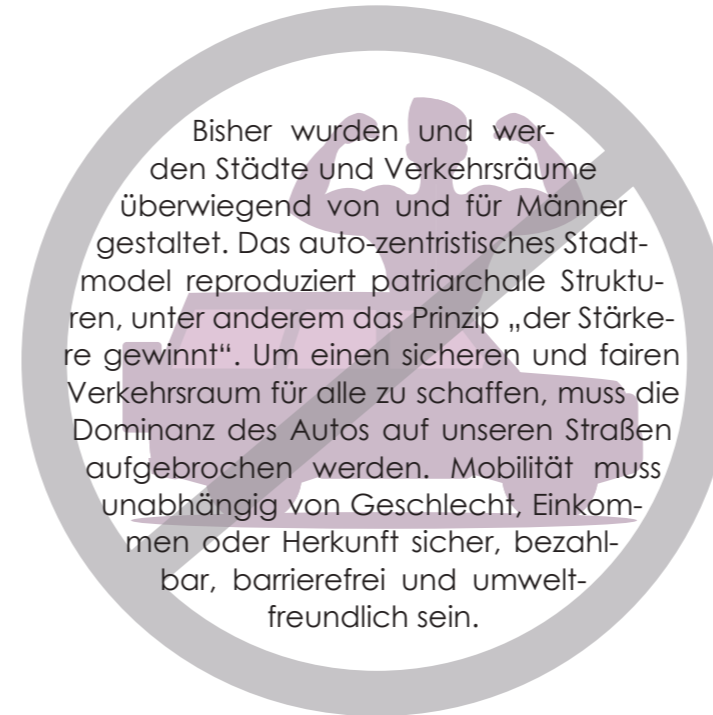 Bisher wurden und wer-
den Städte und Verkehrsräume
überwiegend von und für Männer
gestaltet. Das auto-zentristisches Stadt-
model reproduziert patriarchale Struktu-
ren, unter anderem das Prinzip „der Stärke-
re gewinnt“. Um einen sicheren und fairen
Verkehrsraum für alle zu schaffen, muss die
Dominanz des Autos auf unseren Straßen
aufgebrochen werden. Mobilität muss
unabhängig von Geschlecht, Einkom-
men oder Herkunft sicher, bezahl-
bar, barrierefrei und umwelt-
freundlich sein.